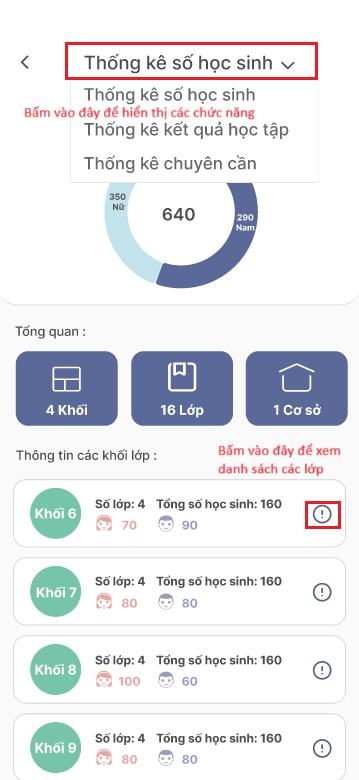 Thống kê số học sinh
Thống kê số học sinh
Bấm vào đây để hiển thị các chức năng
Thống kê kết quả học tập
Thống kê chuyên cần
350
Nữ
640
290
Nam
Tổng quan :
4 Khối
16 Lớp
1 Cơ sở
Bấm vào đây để xem
danh sách các lớp
Thông tin các khối lớp :
Khối 6
Số lớp: 4 Tổng số học sinh: 160
70 90
Khối 7
Số lớp: 4 Tổng số học sinh: 160
80 80
Khối 8
Số lớp: 4 Tổng số học sinh: 160
100 60
Khối 9
Số lớp: 4 Tổng số học sinh: 160
80 80